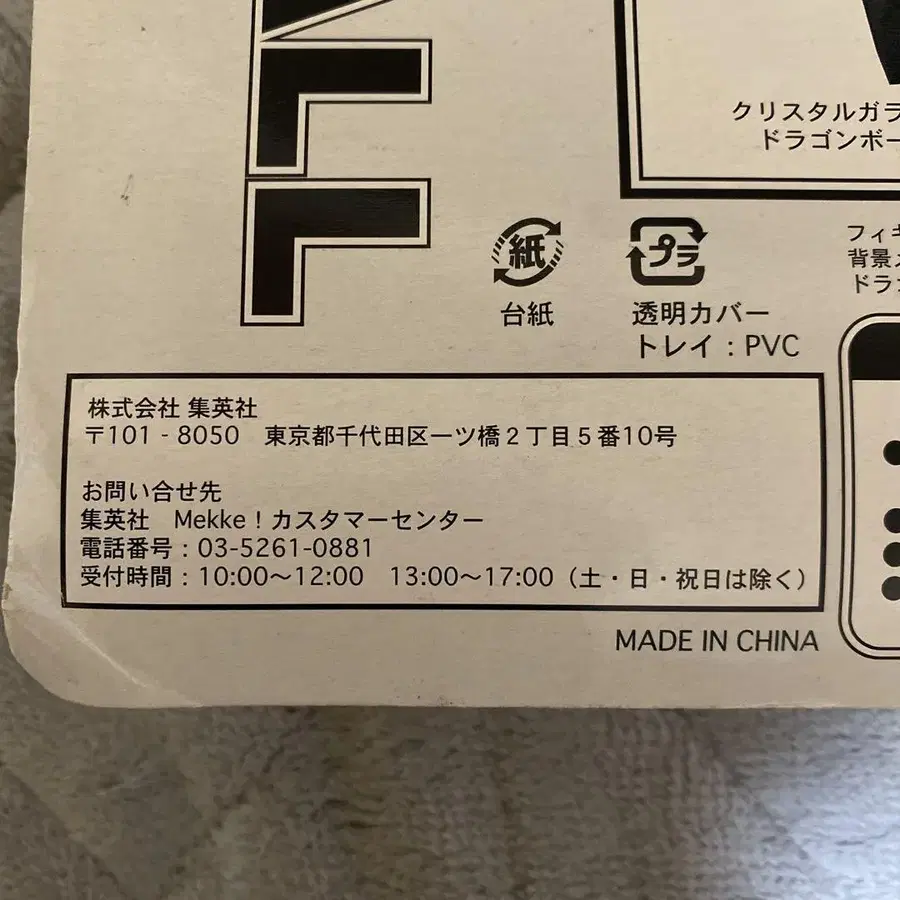 クリスタルガラ
ドラゴンボー
紙
プラ
台紙
透明カバー
トレイ：PVC
フィギ
背景
ドラゴ
株式会社 集英社
〒101 - 8050　東京都千代田区一ツ橋２丁目５番10号
お問い合せ先
集英社　Mekke！カスタマーセンター
電話番号：03-5261-0881
受付時間：10:00～12:00　13:00～17:00（土・日・祝日は除く）
MADE IN CHINA